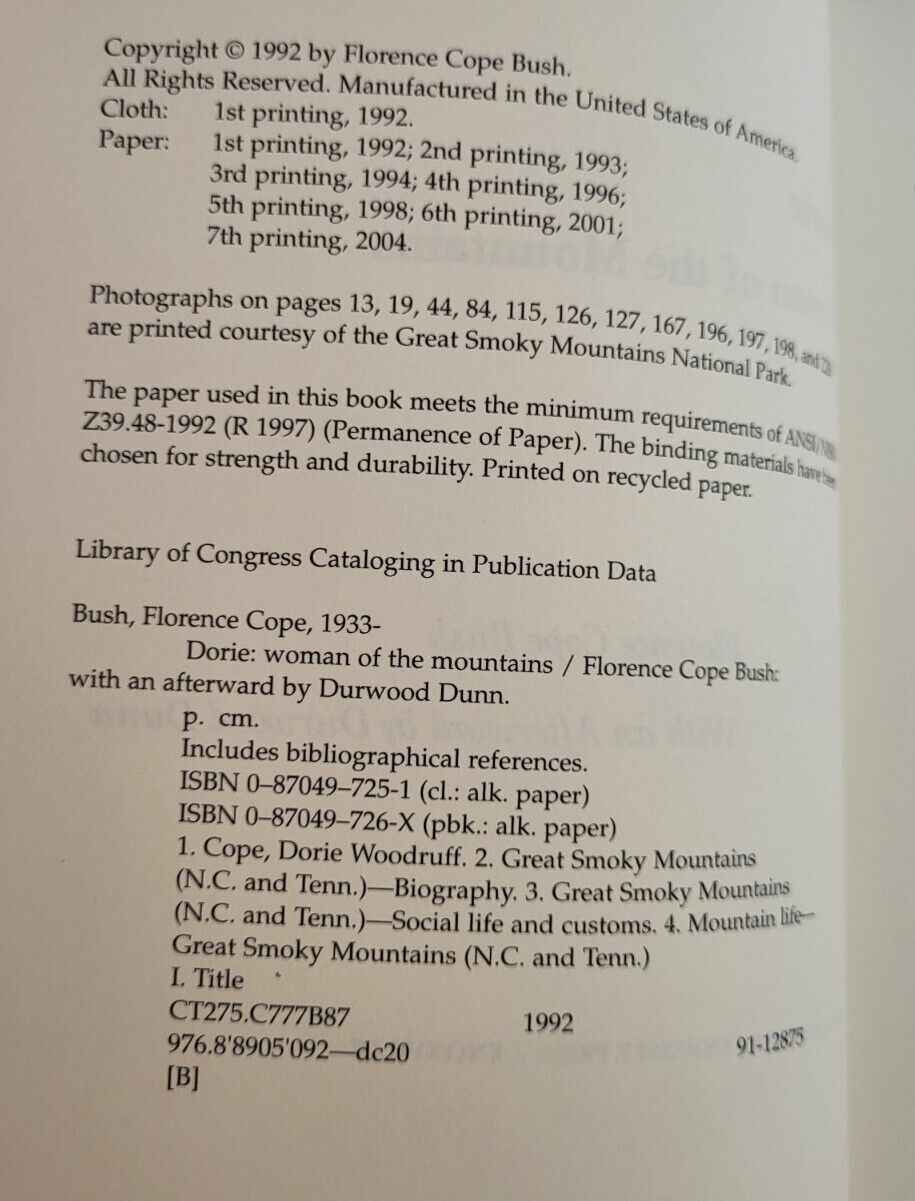 Copyright © 1992 by Florence Cope Bush.
All Rights Reserved. Manufactured in the United States of America.
Cloth: 1st printing, 1992.
Paper: 1st printing, 1992; 2nd printing, 1993;
3rd printing, 1994; 4th printing, 1996;
5th printing, 1998; 6th printing, 2001;
7th printing, 2004.
Photographs on pages 13, 19, 44, 84, 115, 126, 127, 167, 196, 197, 198, and
are printed courtesy of the Great Smoky Mountains National Park.
The paper used in this book meets the minimum requirements of ANSI/
Z39.48-1992 (R 1997) (Permanence of Paper). The binding materials have been
chosen for strength and durability. Printed on recycled paper.
Library of Congress Cataloging in Publication Data
Bush, Florence Cope, 1933-
Dorie: woman of the mountains / Florence Cope Bush:
with an afterward by Durwood Dunn.
p. cm.
Includes bibliographical references.
ISBN 0–87049–725-1 (cl.: alk. paper)
ISBN 0–87049–726-X (pbk.: alk. paper)
1. Cope, Dorie Woodruff. 2. Great Smoky Mountains
(N.C. and Tenn.)—Biography. 3. Great Smoky Mountains
(N.C. and Tenn.)—Social life and customs. 4. Mountain life—
Great Smoky Mountains (N.C. and Tenn.)
I. Title
CT275.C777B87 1992
976.8'8905'092—dc20 91-12875
[B]